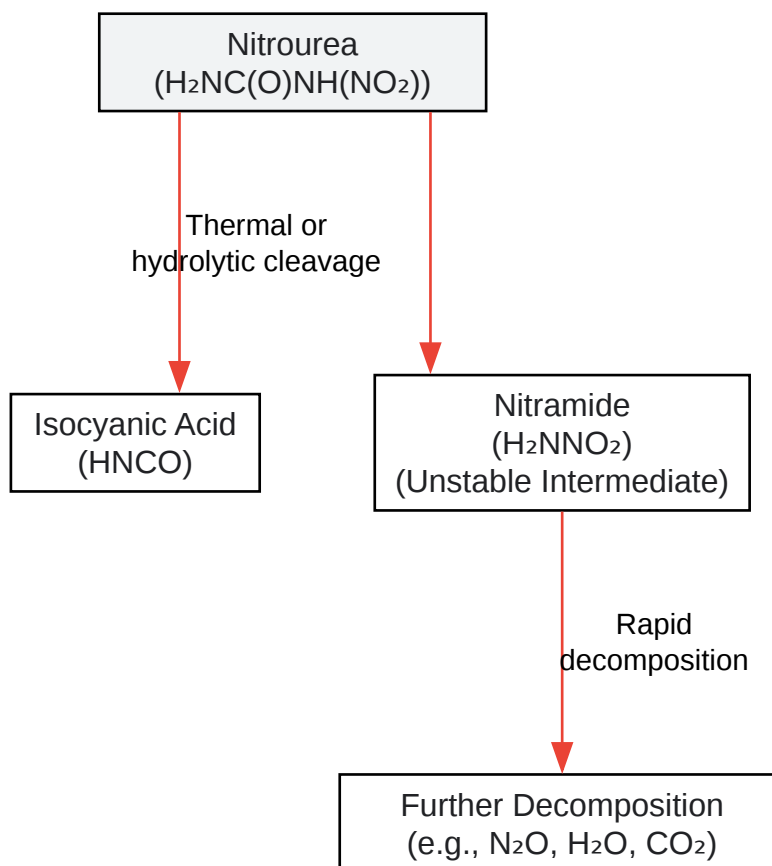 Nitrourea
(H₂NC(O)NH(NO₂))
Thermal or
hydrolytic cleavage
Isocyanic Acid
(HNCO)
Nitramide
(H₂NNO₂)
(Unstable Intermediate)
Rapid
decomposition
Further Decomposition
(e.g., N₂O, H₂O, CO₂)